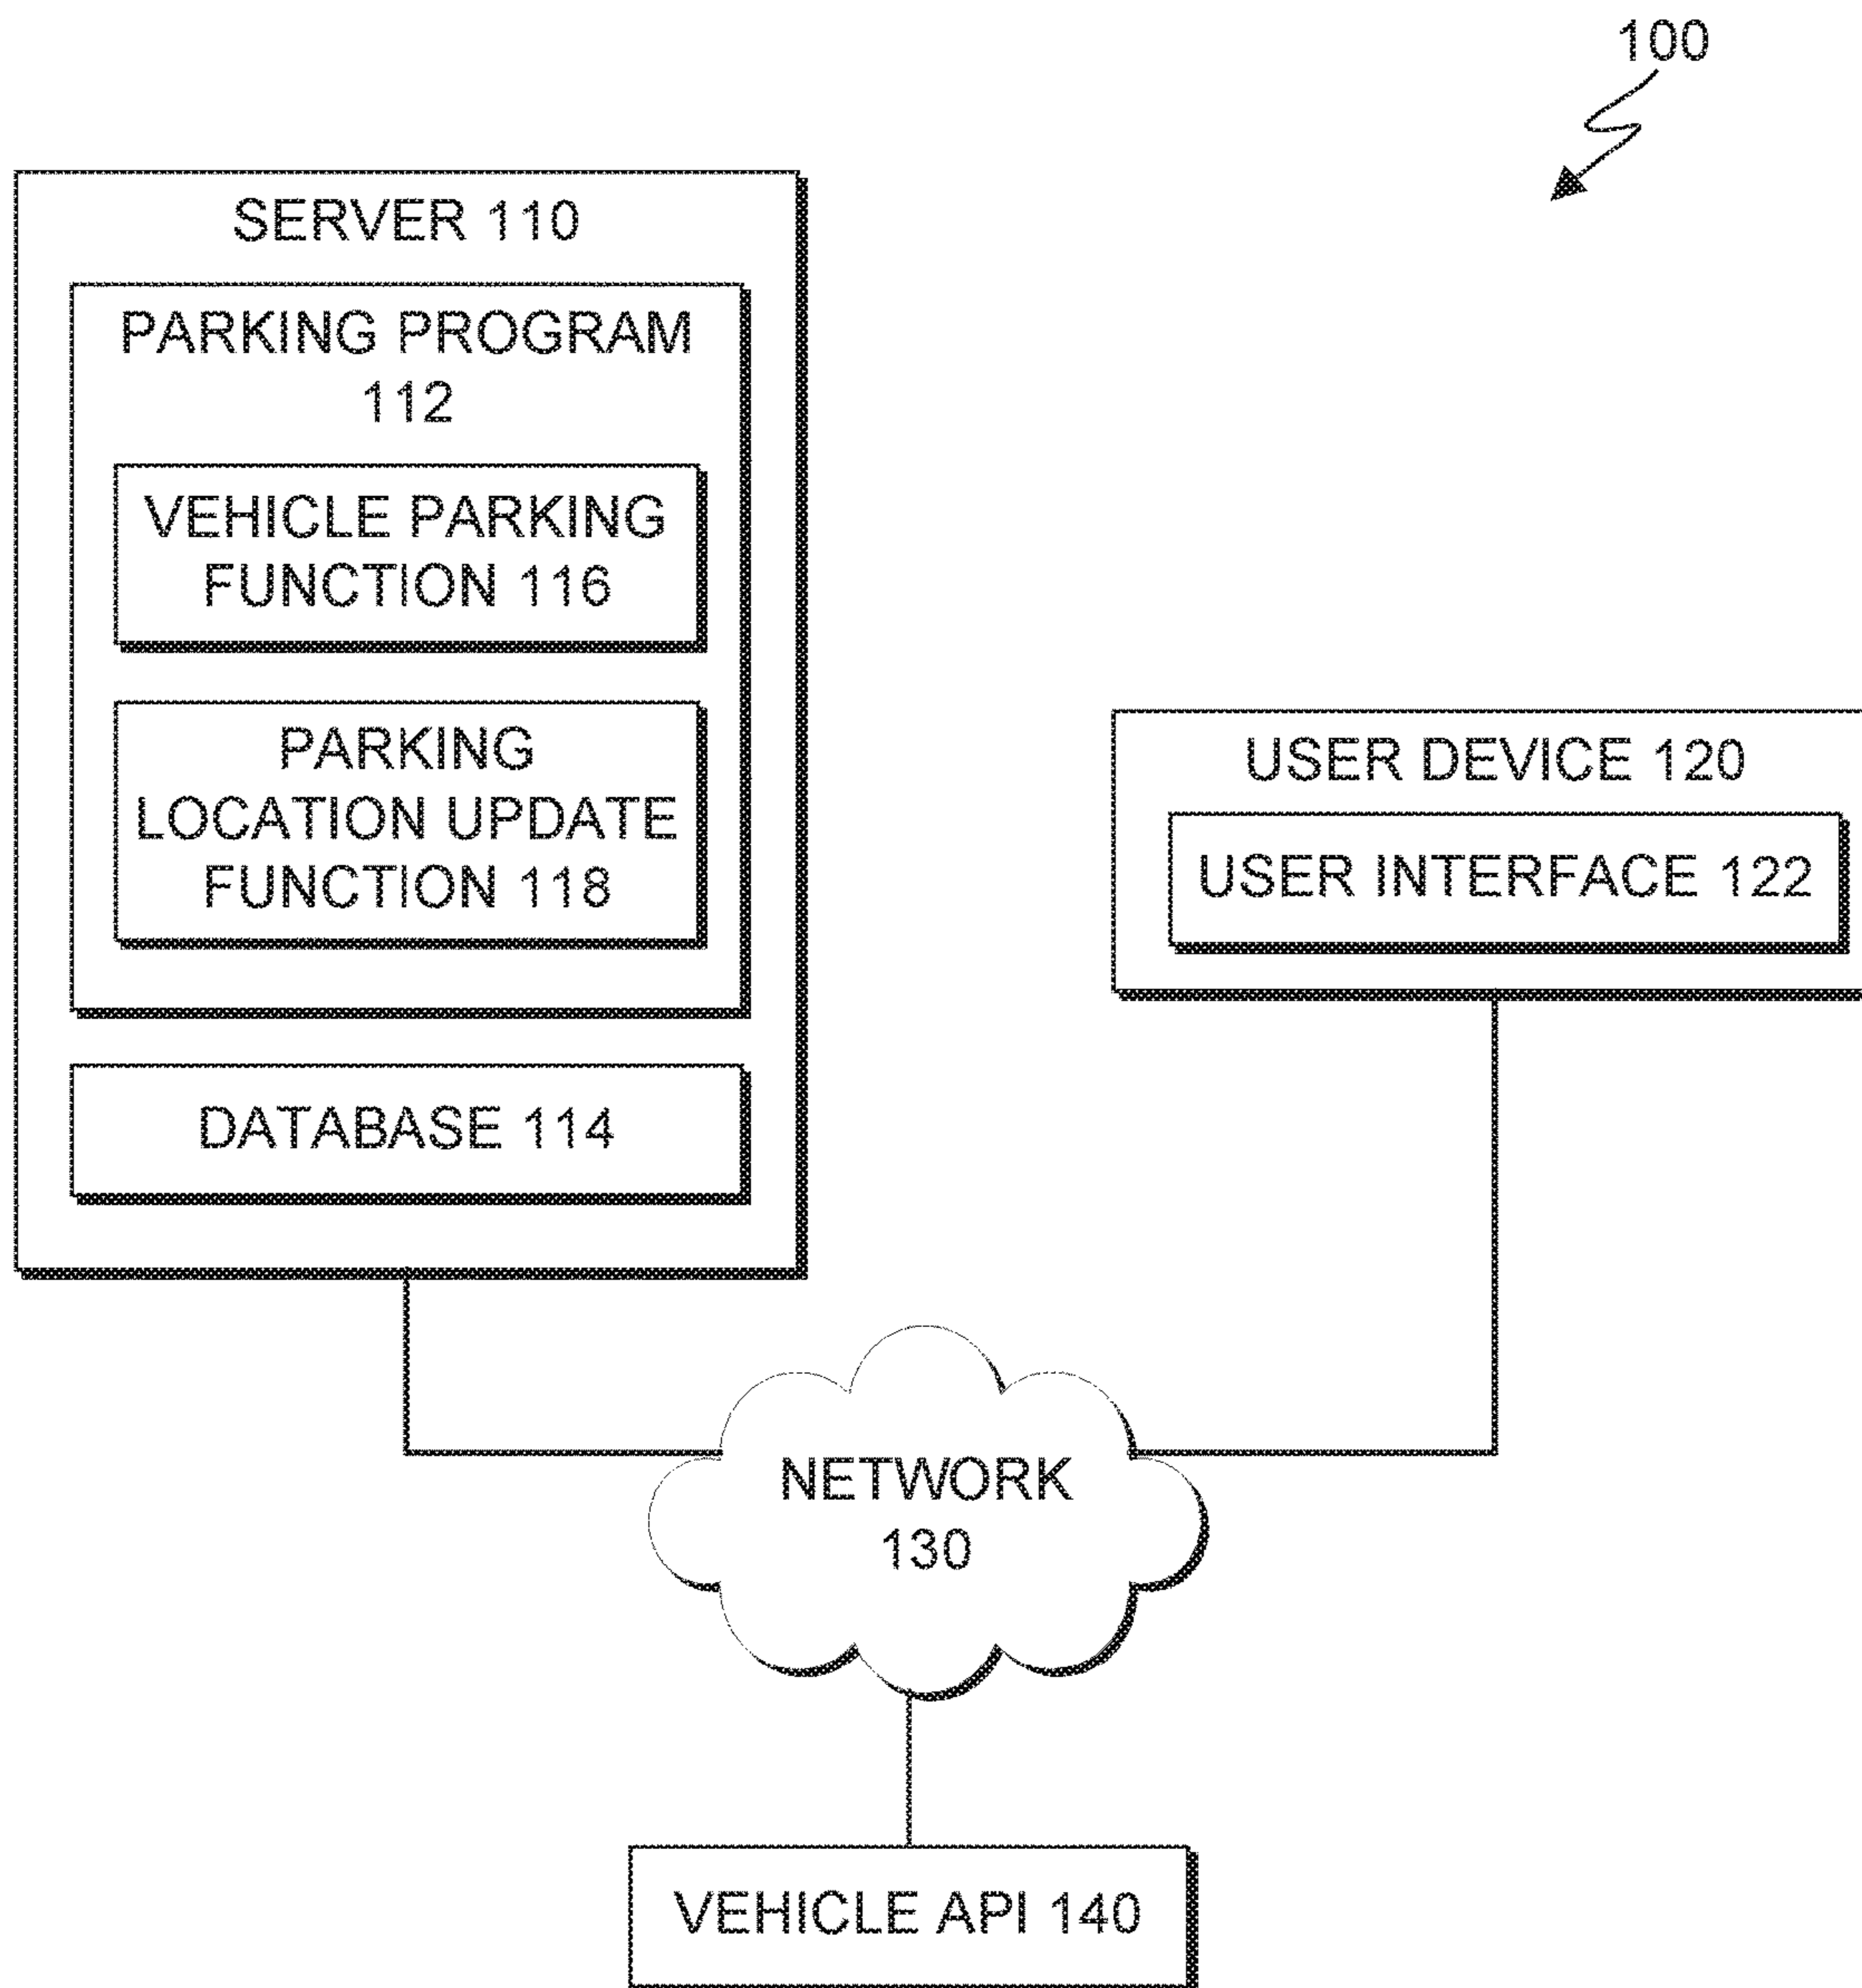 100
SERVER 110
PARKING PROGRAM
112
VEHICLE PARKING
FUNCTION 116
PARKING
LOCATION UPDATE
FUNCTION 118
DATABASE 114
USER DEVICE 120
USER INTERFACE 122
NETWORK
130
VEHICLE API 140